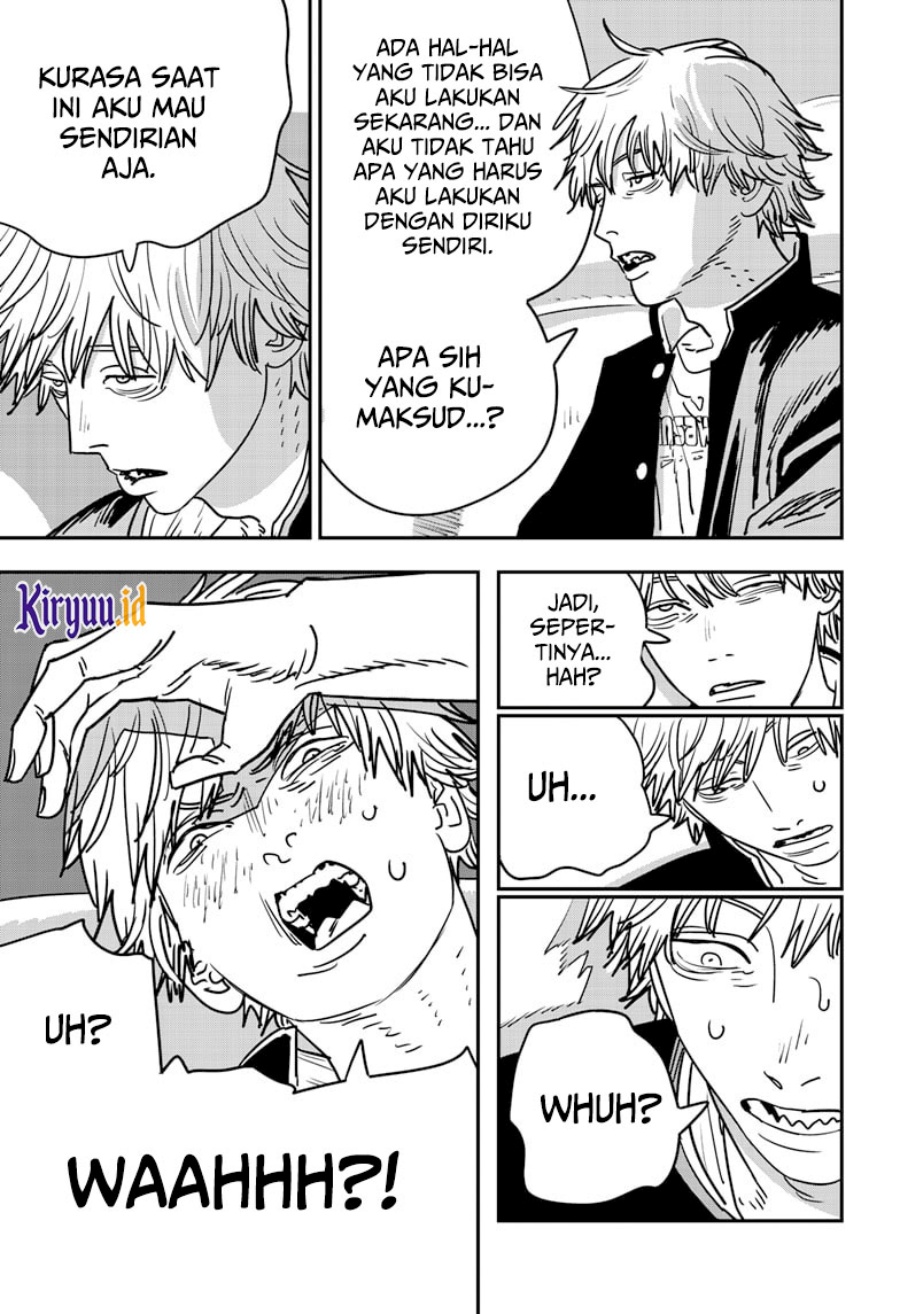 ADA HAL-HAL
YANG TIDAK BISA
AKU LAKUKAN
SEKARANG... DAN
AKU TIDAK TAHU
APA YANG HARUS
AKU LAKUKAN
DENGAN DIRIKU
SENDIRI.
APA SIH
YANG KU-
MAKSUD...?
KURASA SAAT
INI AKU MAU
SENDIRIAN
AJA.
JADI,
SEPER-
TINYA...
HAH?
UH...
WHUH?
Kiryuu.id
UH?
WAAHHH?!